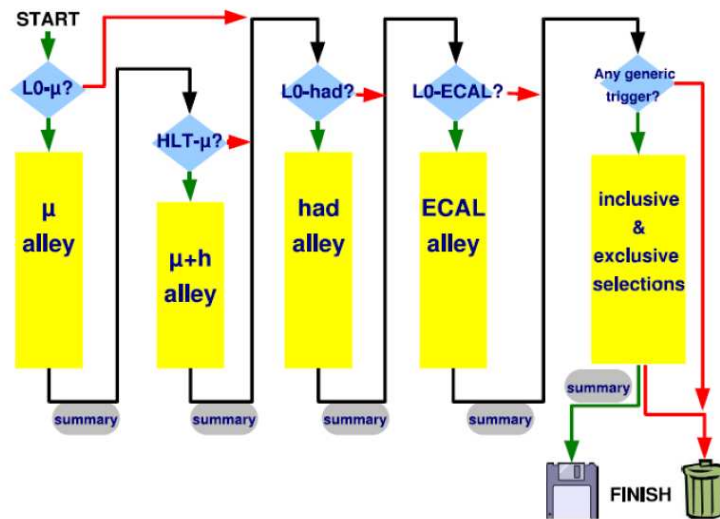 START
L0-μ?
HLT-μ?
L0-had?
L0-ECAL?
Any generic
trigger?
μ
alley
μ+h
alley
had
alley
ECAL
alley
inclusive
&
exclusive
selections
summary
summary
summary
summary
summary
FINISH